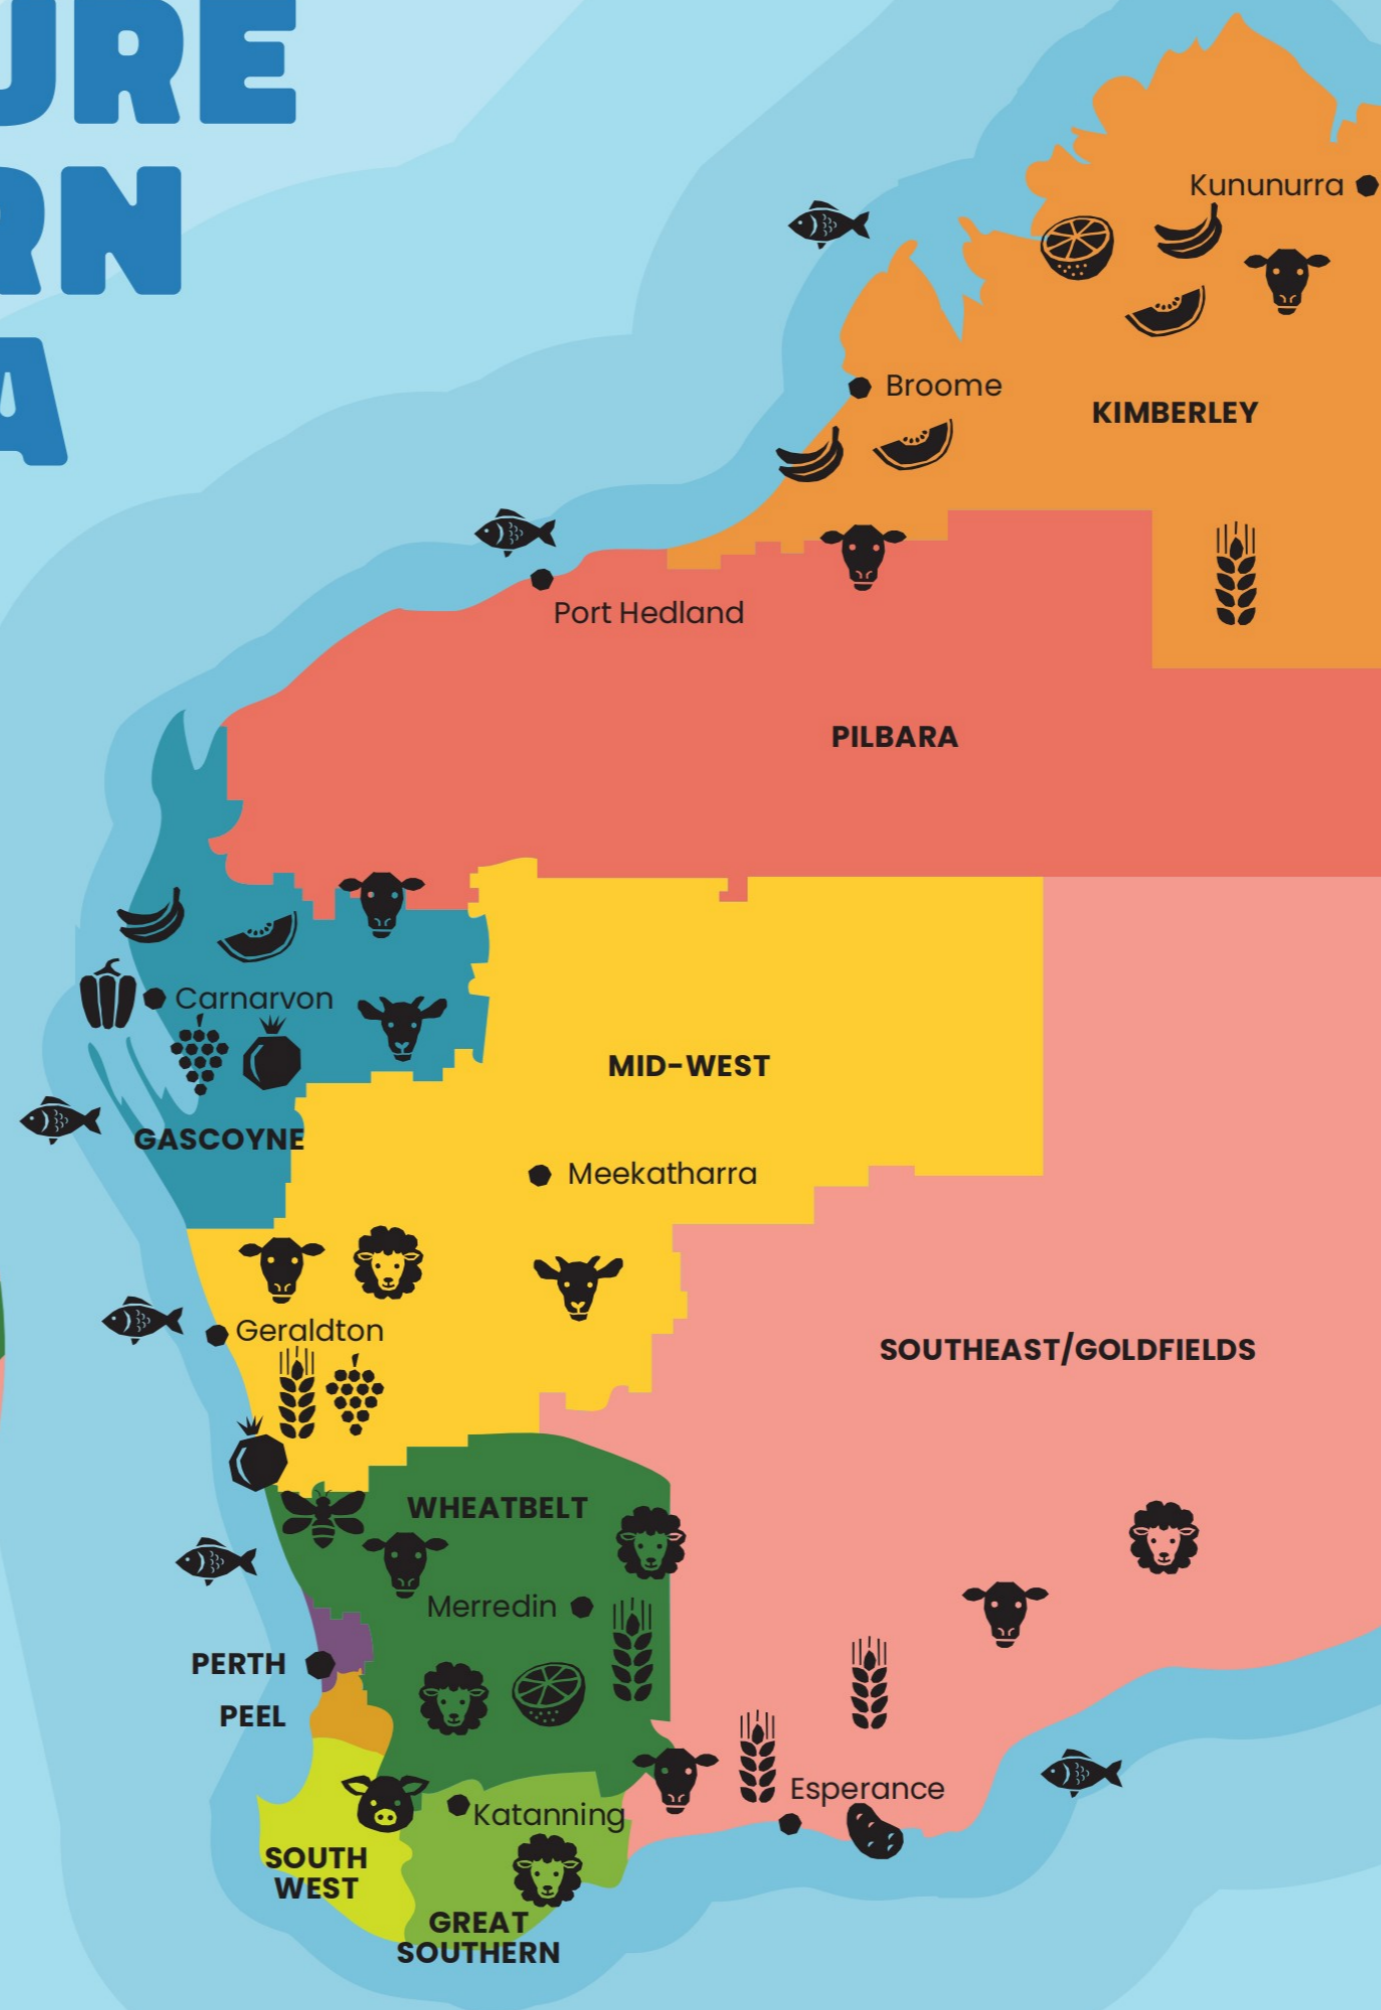 URE
RN
A
Kununurra
Broome
KIMBERLEY
Port Hedland
PILBARA
Carnarvon
MID-WEST
GASCOYNE
Meekatharra
Geraldton
SOUTHEAST/GOLDFIELDS
WHEATBELT
Merredin
PERTH
PEEL
Esperance
Katanning
SOUTH
WEST
GREAT
SOUTHERN